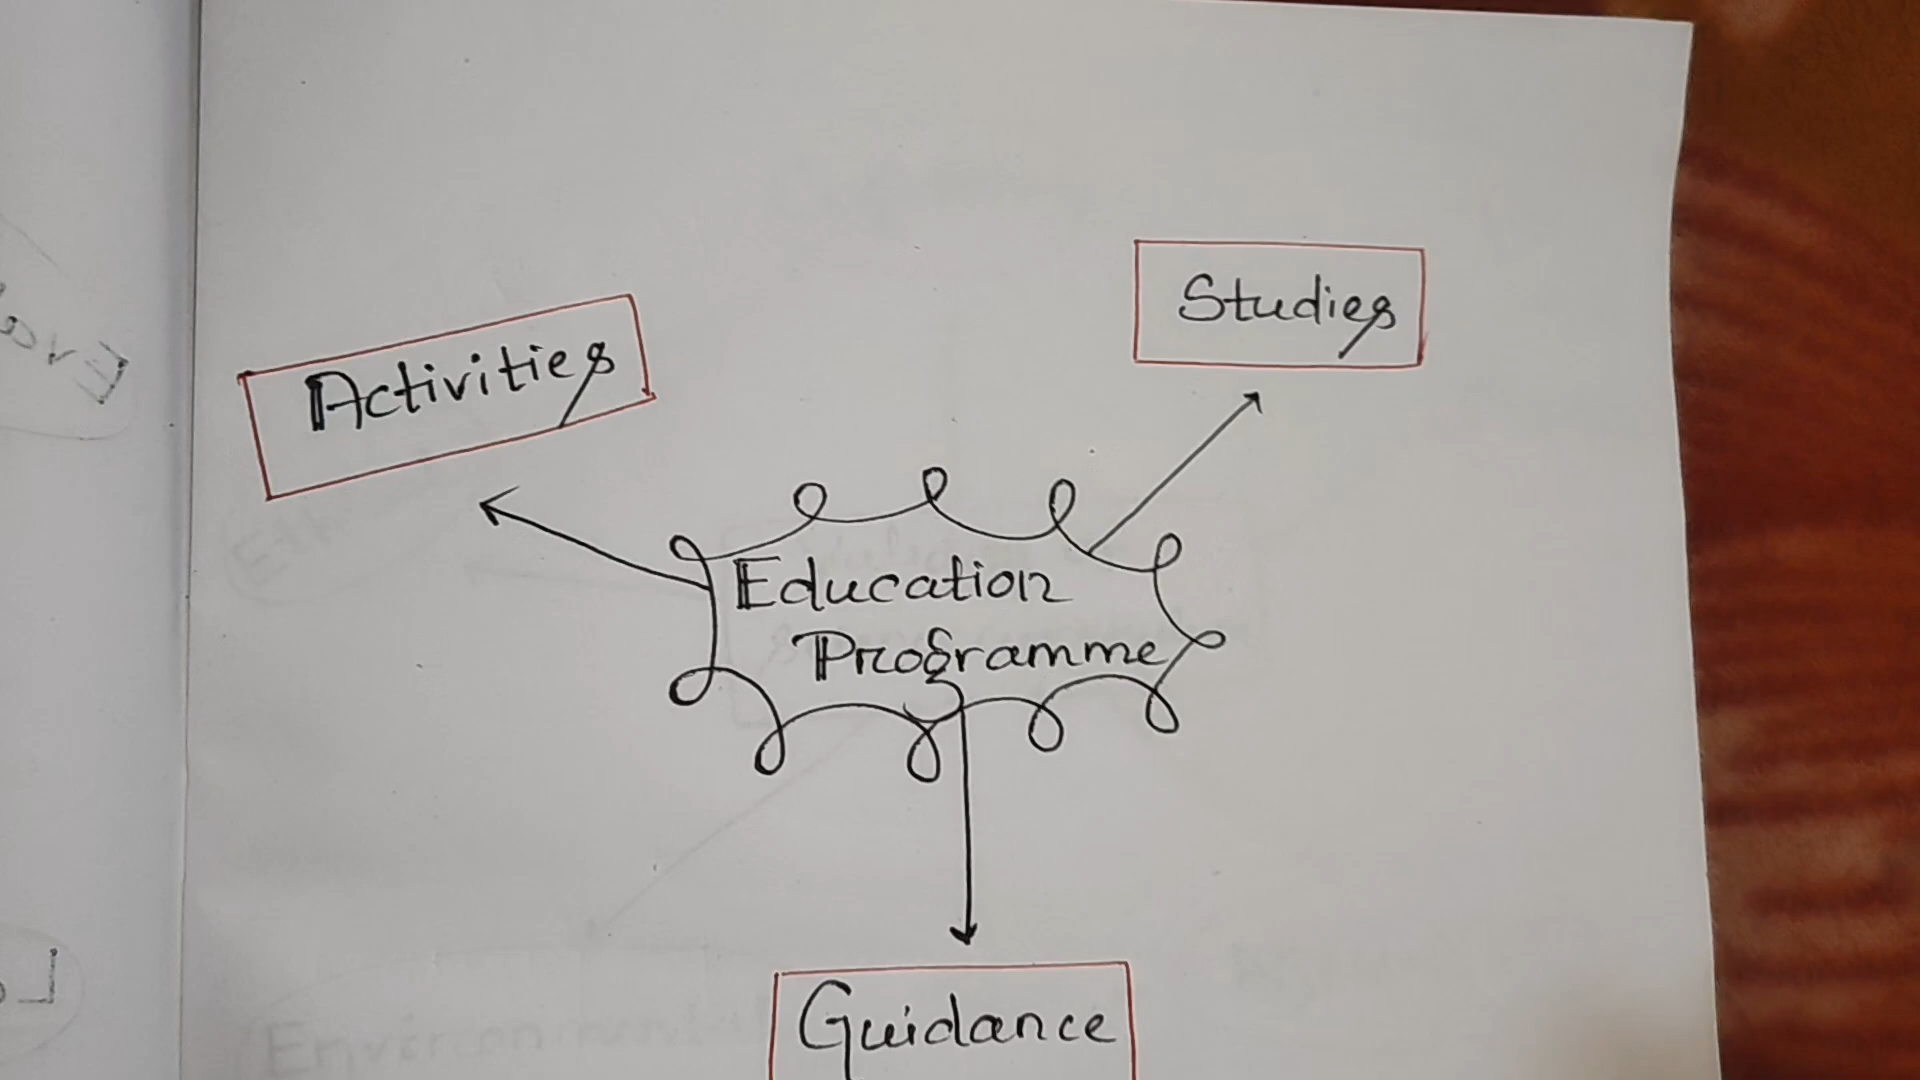 Studies
Activities
Education
Programme
Guidance